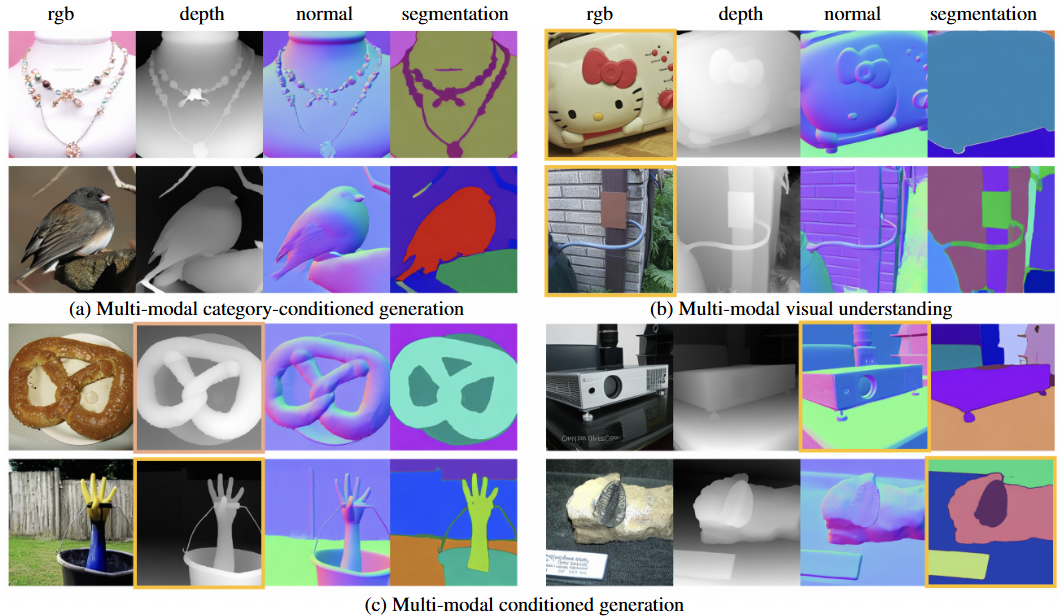 rgb depth normal segmentation rgb depth normal segmentation
(a) Multi-modal category-conditioned generation
(b) Multi-modal visual understanding
(c) Multi-modal conditioned generation